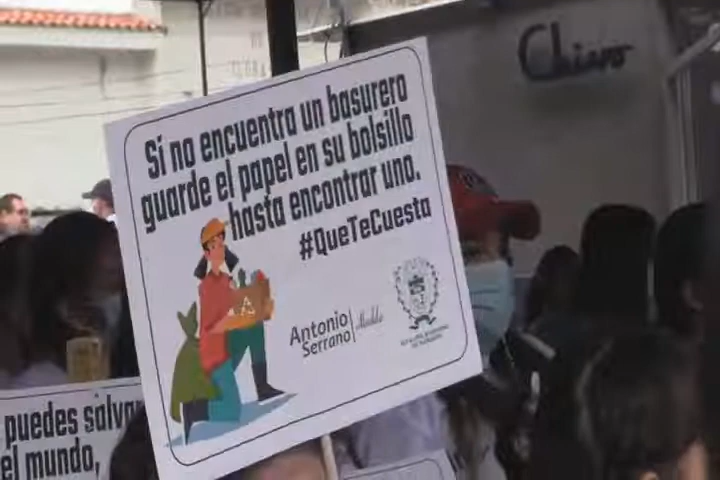 Chiaro
Si no encuentra un basurero
guarde el papel en su bolsillo
hasta encontrar uno.
#QueTeCuesta
Antonio
Serrano
Alcalde
puedes salvar
el mundo,